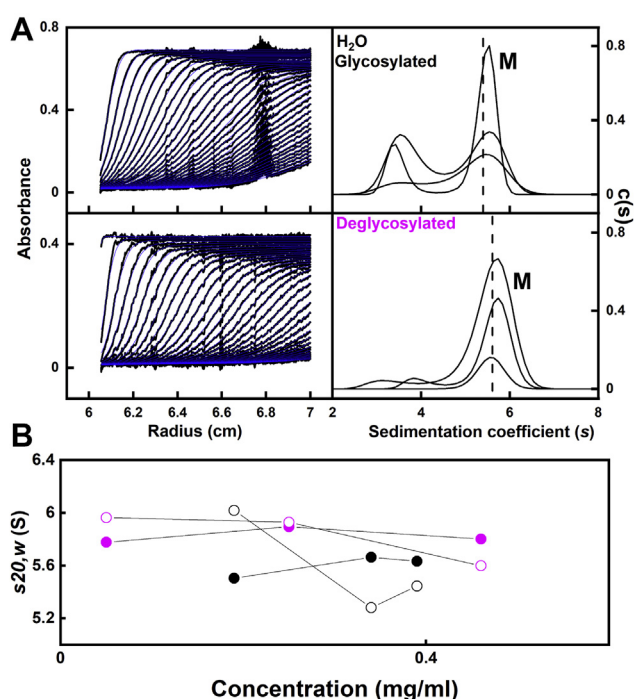 A
0.8
0.4
0
Absorbance
0.4
0
6 6.2 6.4 6.6 6.8 7
Radius (cm)
H2O
Glycosylated
M
0.8
0.4
0
c(s)
Deglycosylated
M
0.8
0.4
0
2 4 6 8
Sedimentation coefficient (s)
B
6.4
6
5.6
5.2
s20,w (S)
0 0.4
Concentration (mg/ml)